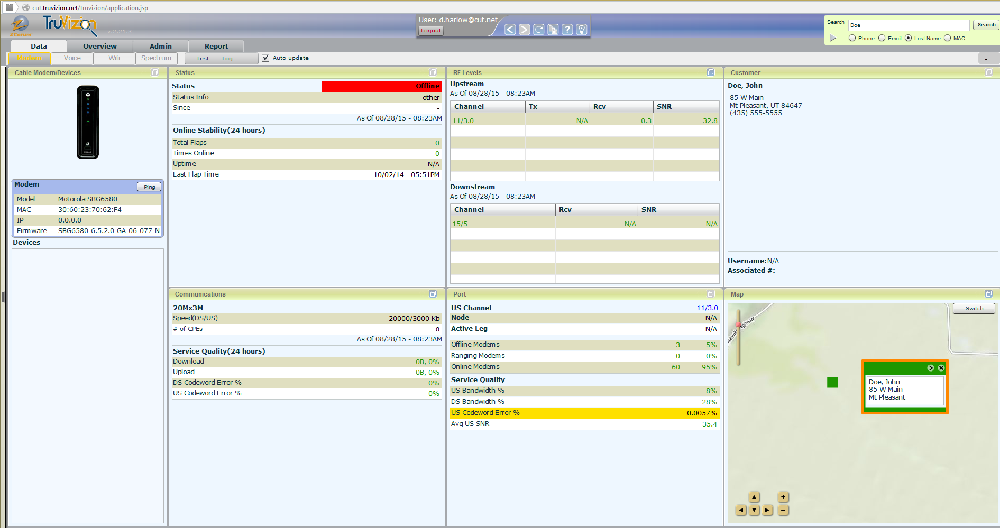 cut.truvizion.net/truvizion/application.jsp
ZCorum
TruVizion
v.2.21.3
User: d.barlow@cut.net
Logout
Search
Doe
Search
Phone Email Last Name MAC
Data Overview Admin Report
Modem Voice Wifi Spectrum Test Log Auto update
-
Cable Modem/Devices
Modem
Ping
Model Motorola SBG6580
MAC 30:60:23:70:62:F4
IP 0.0.0.0
Firmware SBG6580-6.5.2.0-GA-06-077-N
Devices
Status
Status Offline
Status Info other
Since -
As Of 08/28/15 - 08:23AM
Online Stability(24 hours)
Total Flaps 0
Times Online 0
Uptime N/A
Last Flap Time 10/02/14 - 05:51PM
RF Levels
Upstream
As Of 08/28/15 - 08:23AM
Channel Tx Rcv SNR
11/3.0 N/A 0.3 32.8
Downstream
As Of 08/28/15 - 08:23AM
Channel Rcv SNR
15/5 N/A N/A
Customer
Doe, John
85 W Main
Mt Pleasant, UT 84647
(435) 555-5555
Username:N/A
Associated #:
Communications
20Mx3M
Speed(DS/US) 20000/3000 Kb
# of CPEs 8
As Of 08/28/15 - 08:23AM
Service Quality(24 hours)
Download 0B, 0%
Upload 0B, 0%
DS Codeword Error % 0%
US Codeword Error % 0%
Port
US Channel 11/3.0
Node N/A
Active Leg N/A
Offline Modems 3 5%
Ranging Modems 0 0%
Online Modems 60 95%
Service Quality
US Bandwidth % 8%
DS Bandwidth % 28%
US Codeword Error % 0.0057%
Avg US SNR 35.4
Map
Switch
Highway
Doe, John
85 W Main
Mt Pleasant